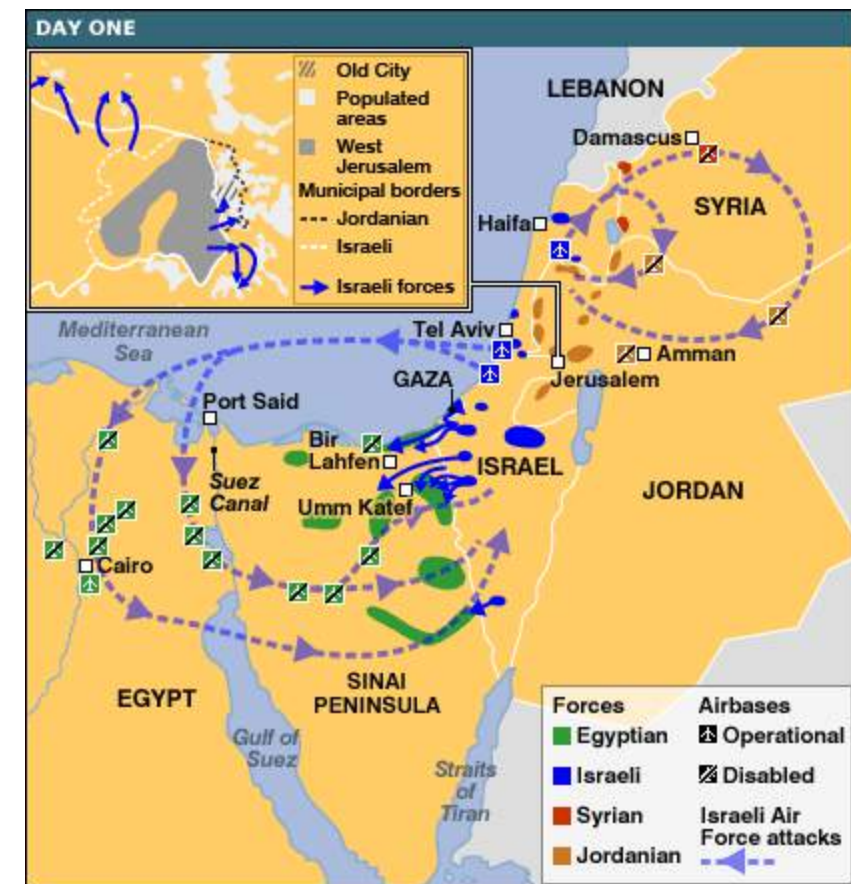 DAY ONE
Old City
Populated
areas
West
Jerusalem
Municipal borders
Jordanian
Israeli
Israeli forces
LEBANON
Damascus
SYRIA
Haifa
Mediterranean
Sea
Tel Aviv
Amman
Jerusalem
GAZA
Port Said
Bir
Lahfen
ISRAEL
Suez
Canal
Umm Katef
JORDAN
Cairo
EGYPT
SINAI
PENINSULA
Gulf of
Suez
Straits
of
Tiran
Forces
Egyptian
Israeli
Syrian
Jordanian
Airbases
Operational
Disabled
Israeli Air
Force attacks